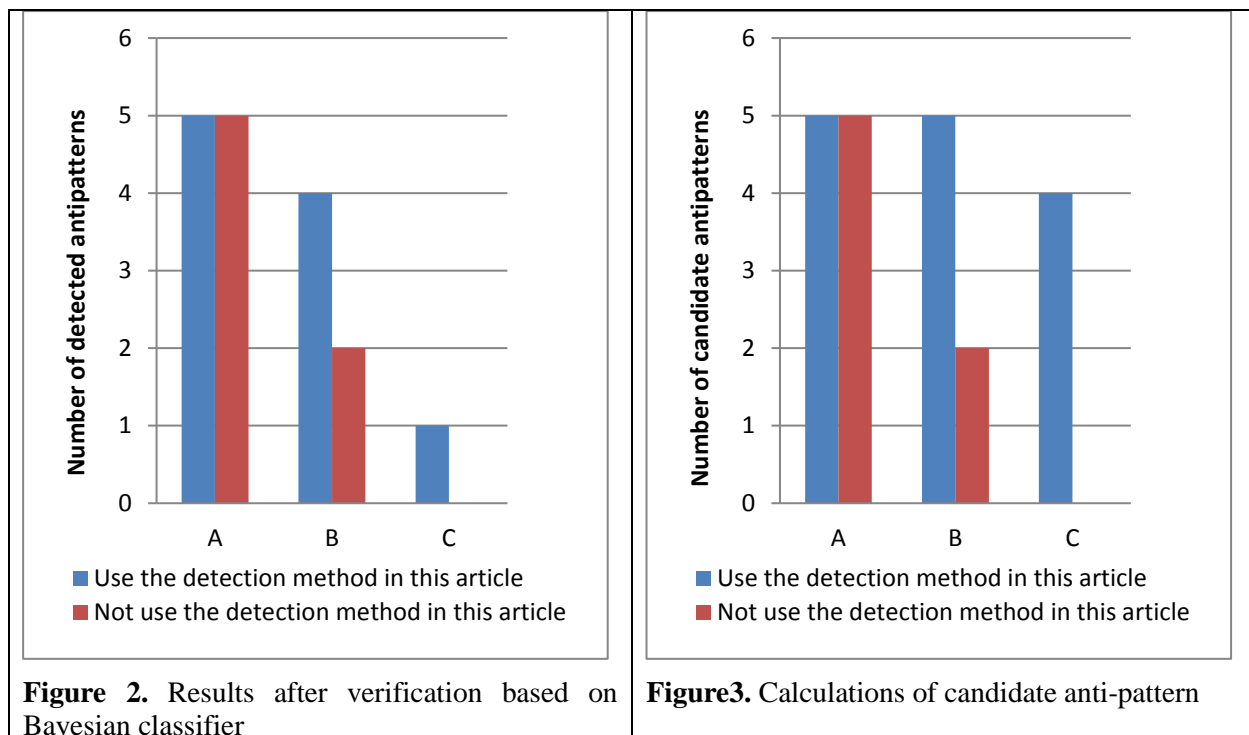 6
5
4
3
2
1
0
Number of detected antipatterns
A B C
Use the detection method in this article
Not use the detection method in this article
Figure 2. Results after verification based on
Bayesian classifier
6
5
4
3
2
1
0
Number of candidate antipatterns
A B C
Use the detection method in this article
Not use the detection method in this article
Figure3. Calculations of candidate anti-pattern